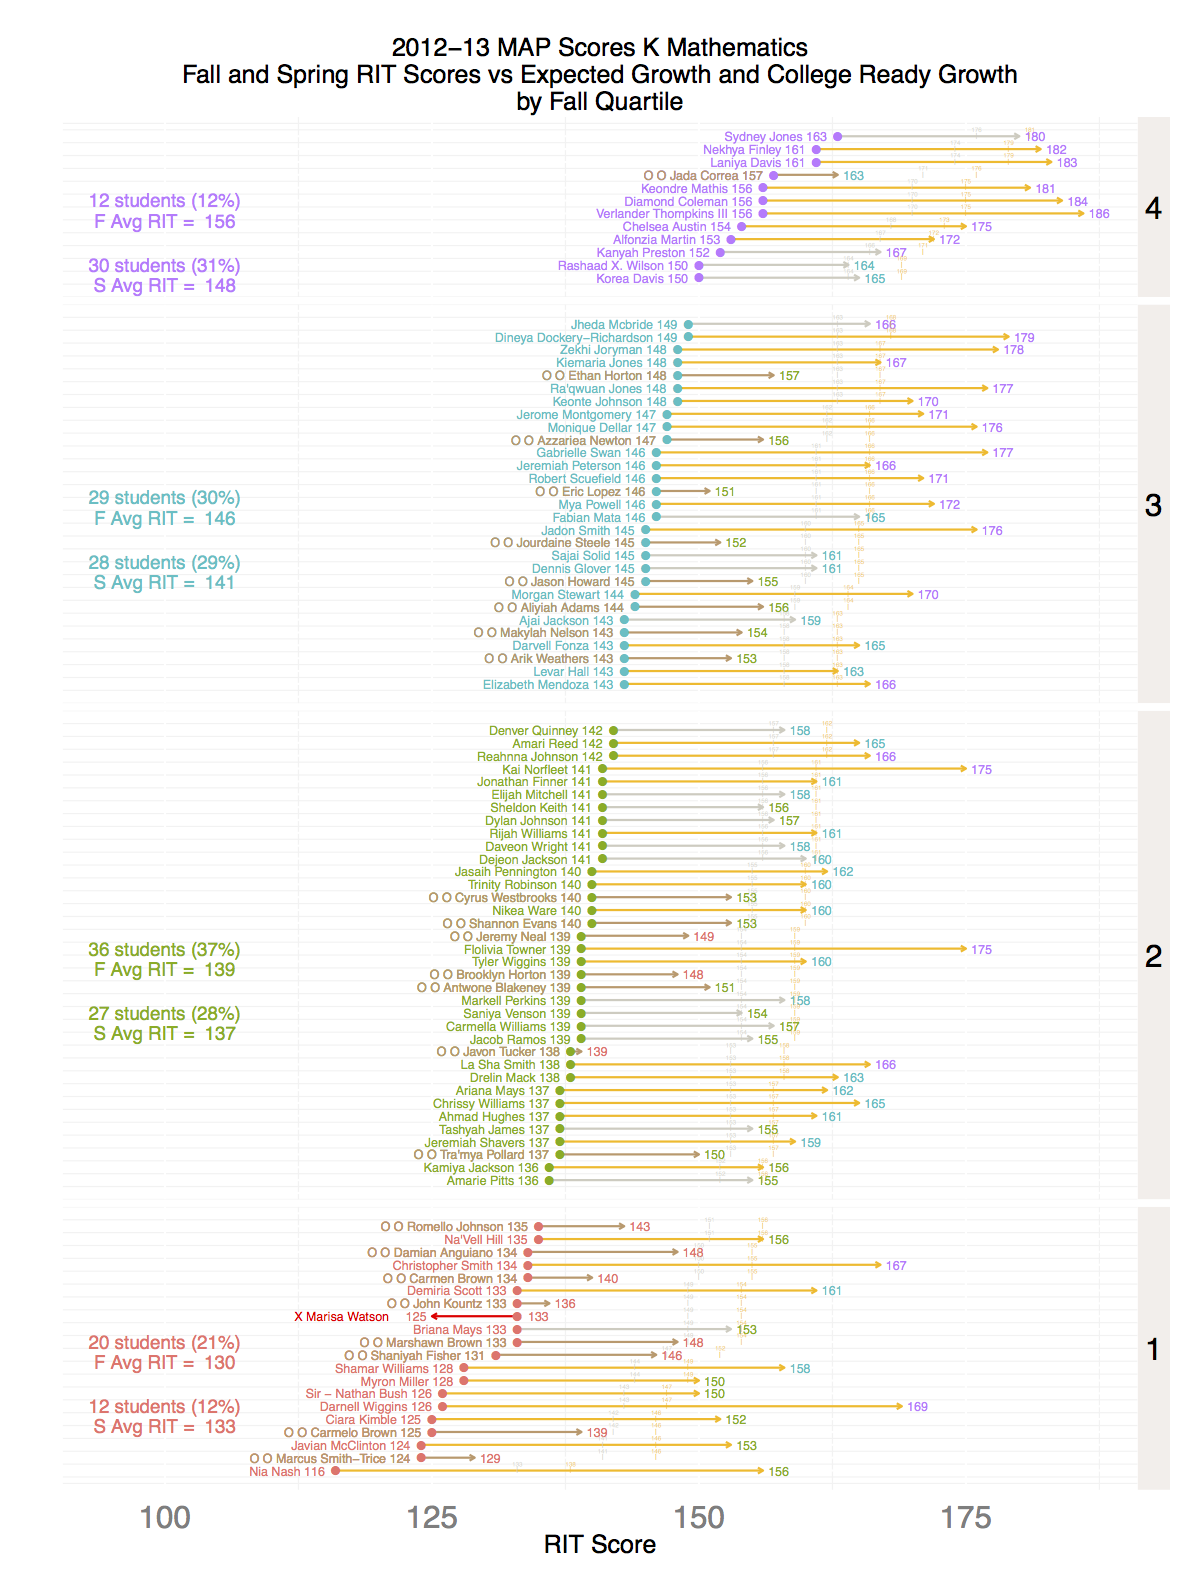 2012–13 MAP Scores K Mathematics
Fall and Spring RIT Scores vs Expected Growth and College Ready Growth
by Fall Quartile
Sydney Jones 163 180
Nekhya Finley 161 182
Laniya Davis 161 183
O O Jada Correa 157 163
Keondre Mathis 156 181
12 students (12%)
Diamond Coleman 156 184
F Avg RIT = 156
Verlander Thompkins III 156 186
4
Chelsea Austin 154 175
Alfonzia Martin 153 172
Kanyah Preston 152 167
30 students (31%)
Rashaad X. Wilson 150 164
S Avg RIT = 148
Korea Davis 150 165
Jheda Mcbride 149 166
Dineya Dockery–Richardson 149 179
Zekhi Joryman 148 178
Kiemaria Jones 148 167
O O Ethan Horton 148 157
Ra'qwuan Jones 148 177
Keonte Johnson 148 170
Jerome Montgomery 147 171
Monique Dellar 147 176
O O Azzariea Newton 147 156
Gabrielle Swan 146 177
Jeremiah Peterson 146 166
Robert Scuefield 146 171
O O Eric Lopez 146 151
29 students (30%)
F Avg RIT = 146
Mya Powell 146 172
3
Fabian Mata 146 165
Jadon Smith 145 176
O O Jourdaine Steele 145 152
Sajai Solid 145 161
28 students (29%)
S Avg RIT = 141
Dennis Glover 145 161
O O Jason Howard 145 155
Morgan Stewart 144 170
O O Aliyiah Adams 144 156
Ajai Jackson 143 159
O O Makylah Nelson 143 154
Darvell Fonza 143 165
O O Arik Weathers 143 153
Levar Hall 143 163
Elizabeth Mendoza 143 166
Denver Quinney 142 158
Amari Reed 142 165
Reahnna Johnson 142 166
Kai Norfleet 141 175
Jonathan Finner 141 161
Elijah Mitchell 141 158
Sheldon Keith 141 156
Dylan Johnson 141 157
Rijah Williams 141 161
Daveon Wright 141 158
Dejeon Jackson 141 160
Jasaih Pennington 140 162
Trinity Robinson 140 160
O O Cyrus Westbrooks 140 153
Nikea Ware 140 160
O O Shannon Evans 140 153
O O Jeremy Neal 139 149
36 students (37%)
F Avg RIT = 139
Flolivia Towner 139 175
2
Tyler Wiggins 139 160
O O Brooklyn Horton 139 148
O O Antwone Blakeney 139 151
Markell Perkins 139 158
27 students (28%)
S Avg RIT = 137
Saniya Venson 139 154
Carmella Williams 139 157
Jacob Ramos 139 155
O O Javon Tucker 138 139
La Sha Smith 138 166
Drelin Mack 138 163
Ariana Mays 137 162
Chrissy Williams 137 165
Ahmad Hughes 137 161
Tashyah James 137 155
Jeremiah Shavers 137 159
O O Tra'mya Pollard 137 150
Kamiya Jackson 136 156
Amarie Pitts 136 155
O O Romello Johnson 135 143
Na'Vell Hill 135 156
O O Damian Anguiano 134 148
Christopher Smith 134 167
O O Carmen Brown 134 140
Demiria Scott 133 161
O O John Kountz 133 136
X Marisa Watson 125 133
Briana Mays 133 153
20 students (21%)
F Avg RIT = 130
O O Marshawn Brown 133 148
1
O O Shaniyah Fisher 131 146
Shamar Williams 128 158
Myron Miller 128 150
Sir – Nathan Bush 126 150
12 students (12%)
S Avg RIT = 133
Darnell Wiggins 126 169
Ciara Kimble 125 152
O O Carmelo Brown 125 139
Javian McClinton 124 153
O O Marcus Smith–Trice 124 129
Nia Nash 116 156
100 125 150 175
RIT Score